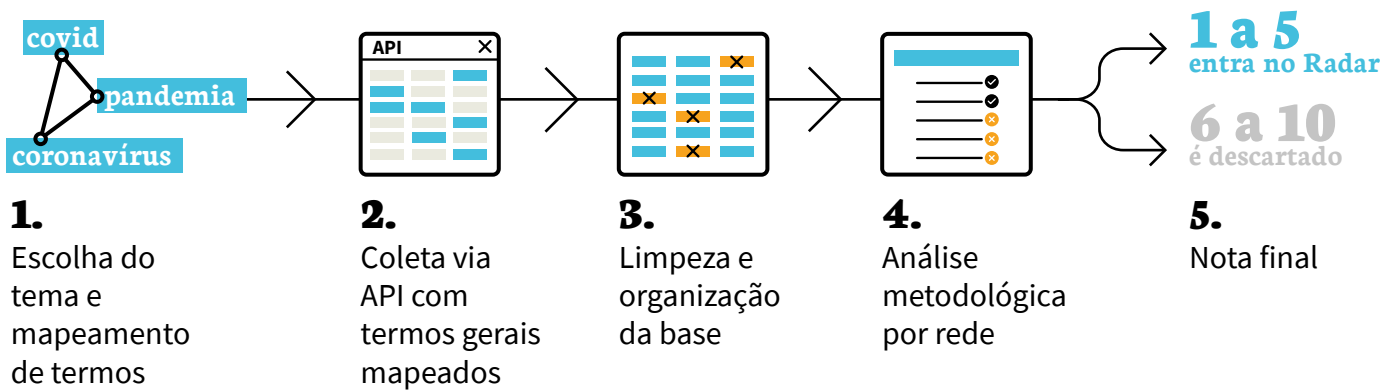 covid
pandemia
coronavírus
API
1 a 5
entra no Radar
6 a 10
é descartado
1.
Escolha do
tema e
mapeamento
de termos
2.
Coleta via
API com
termos gerais
mapeados
3.
Limpeza e
organização
da base
4.
Análise
metodológica
por rede
5.
Nota final